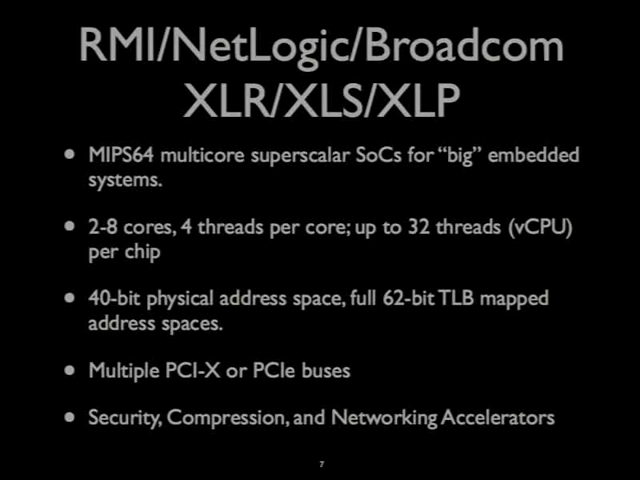 RMI/NetLogic/Broadcom
XLR/XLS/XLP
• MIPS64 multicore superscalar SoCs for “big” embedded
systems.
• 2-8 cores, 4 threads per core; up to 32 threads (vCPU)
per chip
• 40-bit physical address space, full 62-bit TLB mapped
address spaces.
• Multiple PCI-X or PCIe buses
• Security, Compression, and Networking Accelerators
7